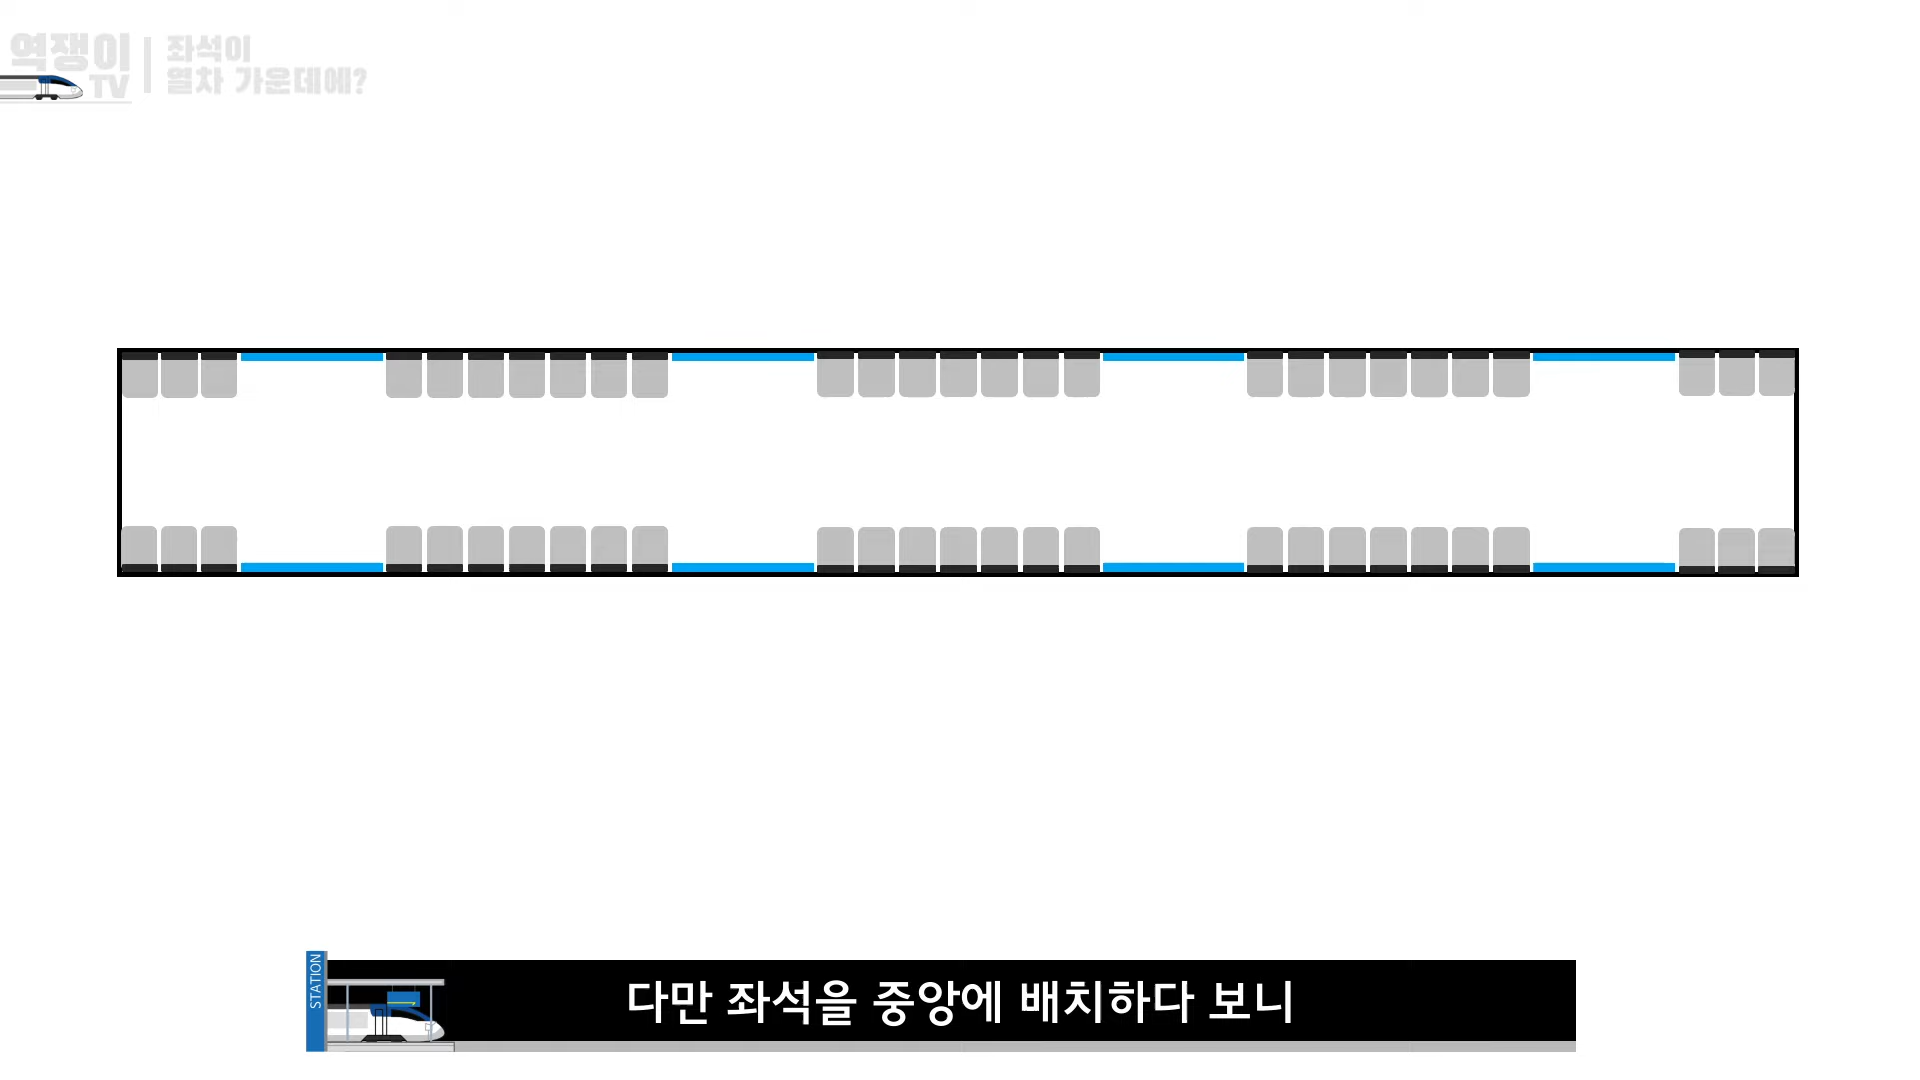 역쟁이
TV
좌석이
열차 가운데에?
STATION
다만 좌석을 중앙에 배치하다 보니